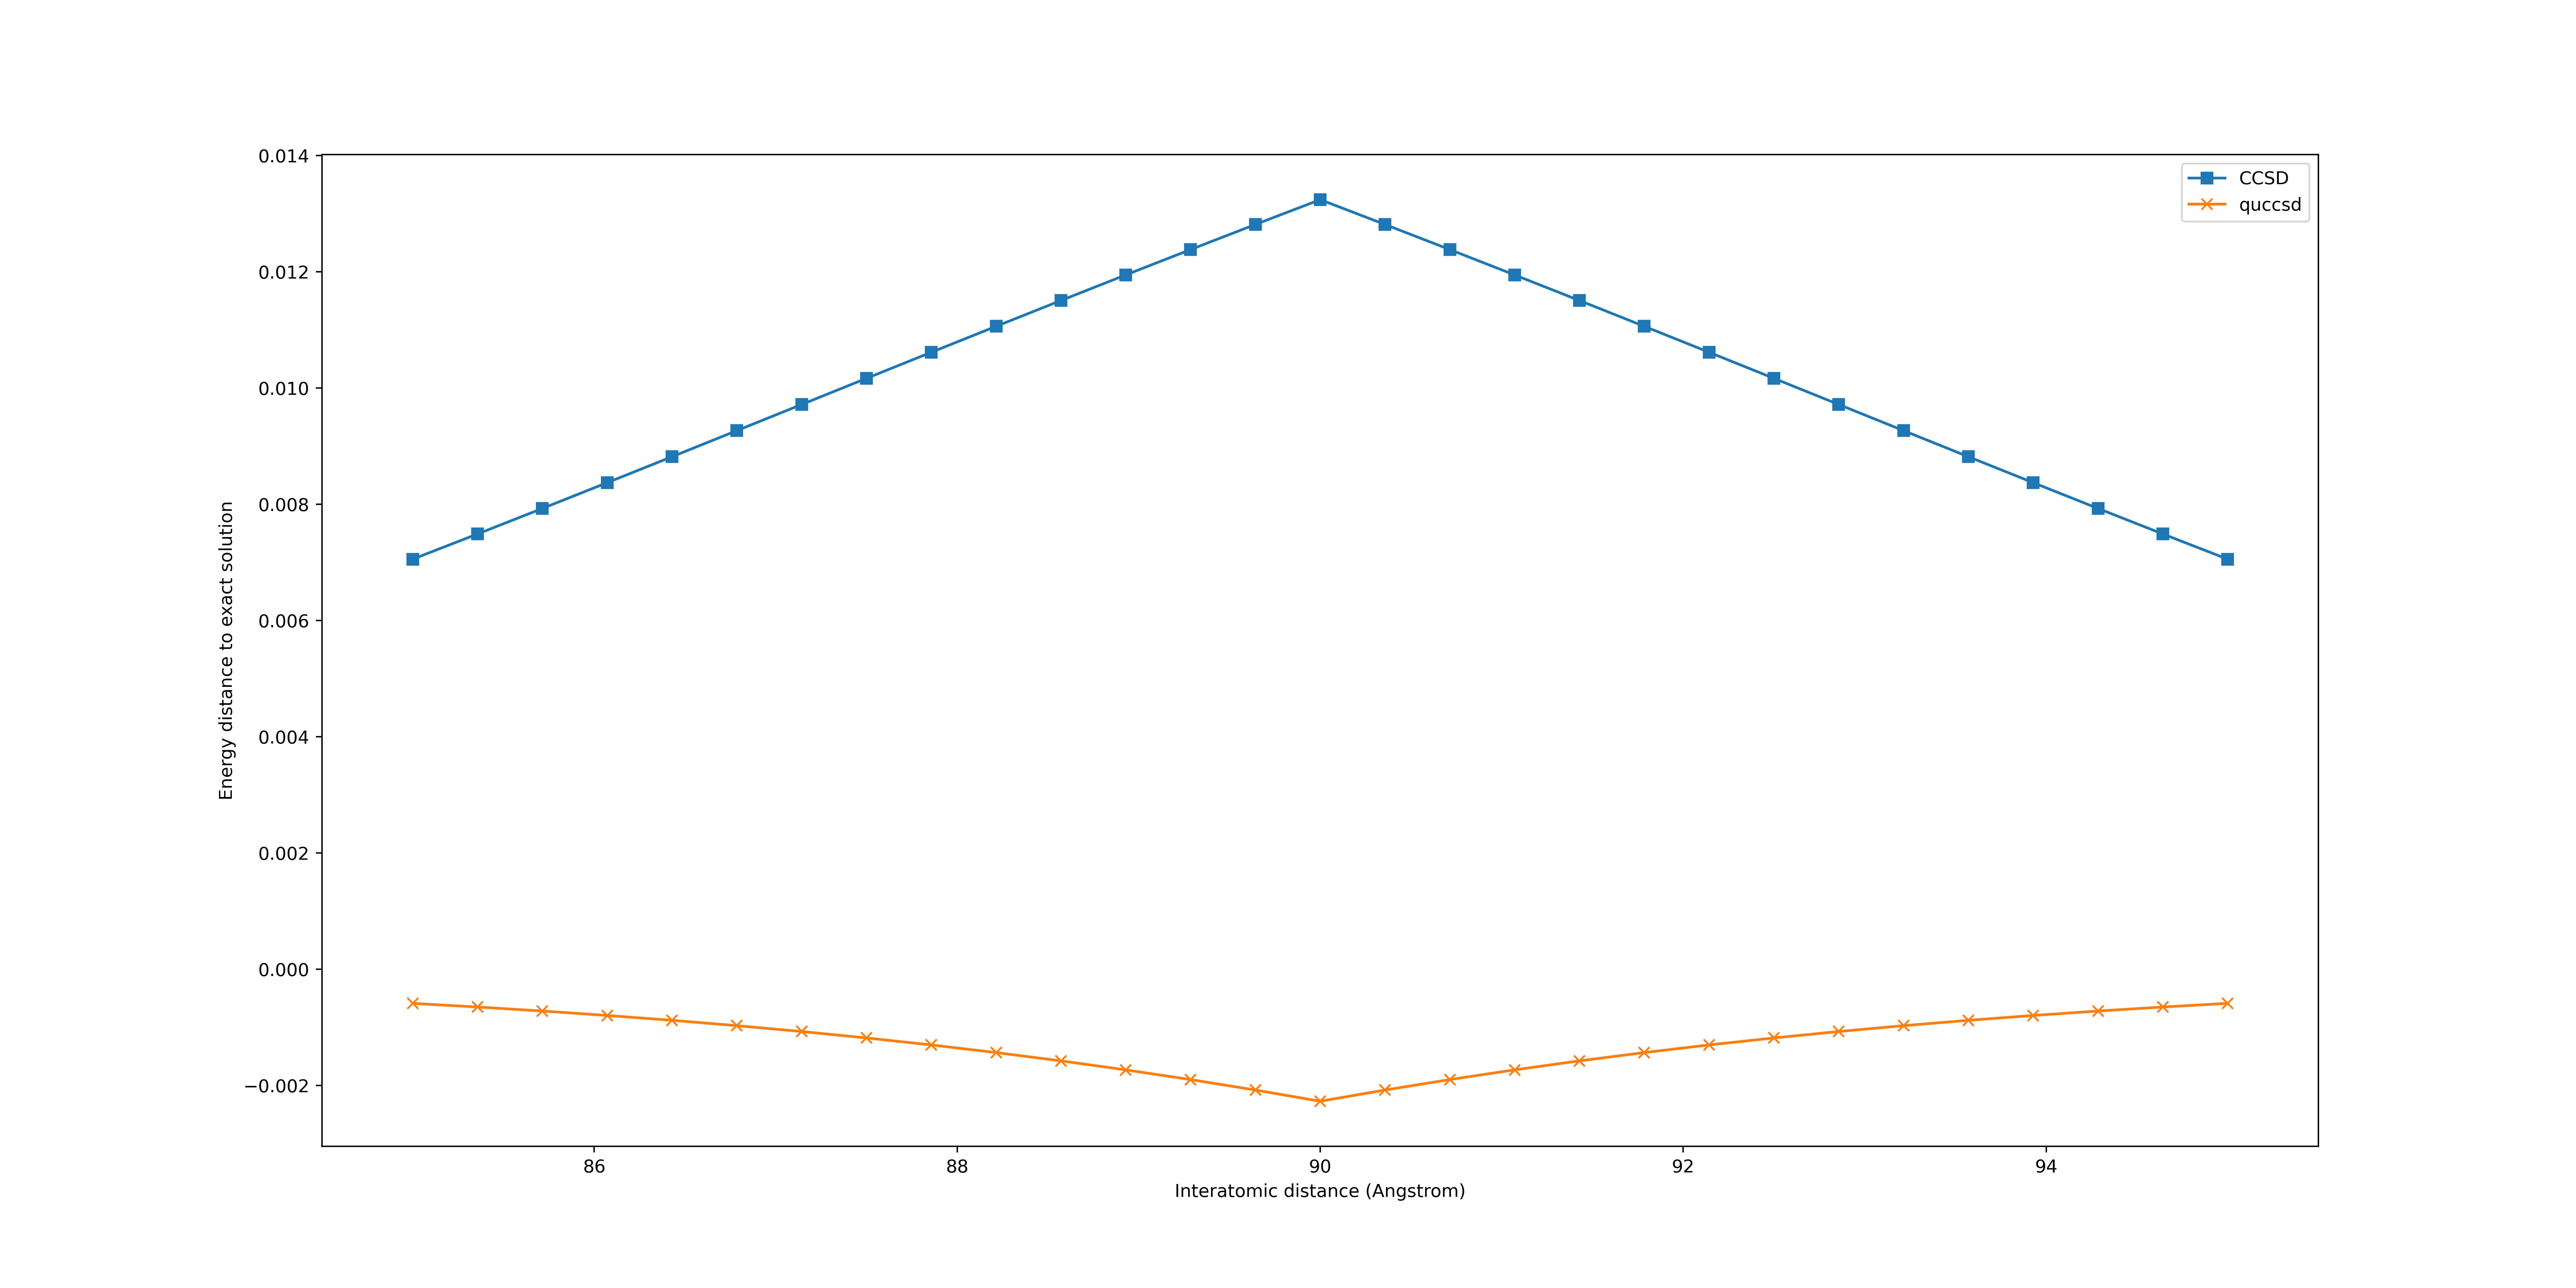 0.014
0.012
0.010
0.008
0.006
0.004
0.002
0.000
−0.002
Energy distance to exact solution
CCSD
quccsd
86 88 90 92 94
Interatomic distance (Angstrom)